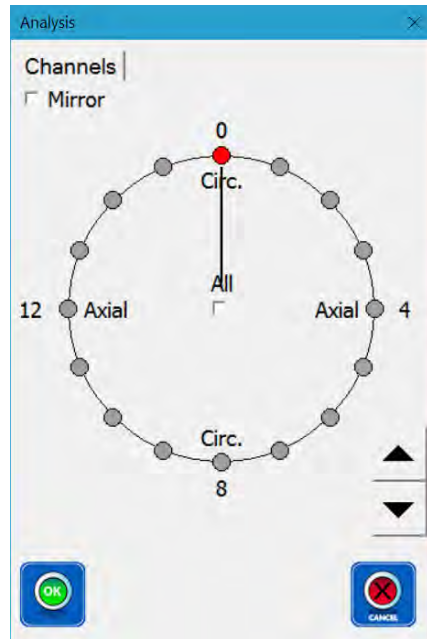 Analysis
Channels
Mirror
0
Circ.
All
12 Axial Axial 4
Circ.
8
OK
CANCEL